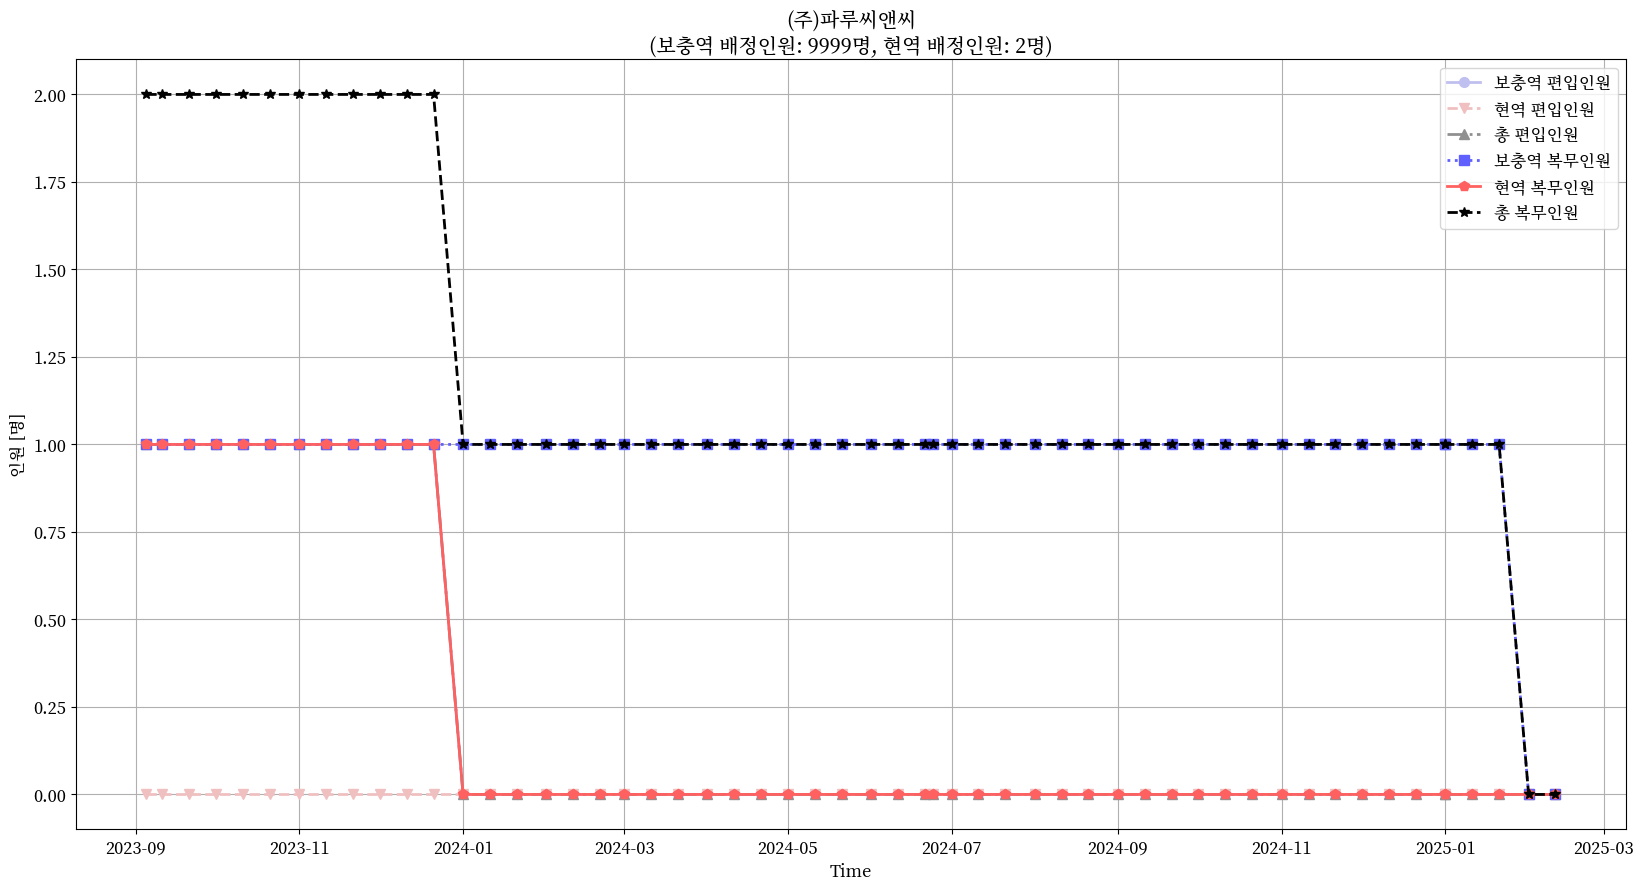 (주)파루씨앤씨
(보충역 배정인원: 9999명, 현역 배정인원: 2명)
보충역 편입인원
현역 편입인원
총 편입인원
보충역 복무인원
현역 복무인원
총 복무인원
2.00
1.75
1.50
1.25
1.00
0.75
0.50
0.25
0.00
인원 [명]
2023-09
2023-11
2024-01
2024-03
2024-05
2024-07
2024-09
2024-11
2025-01
2025-03
Time